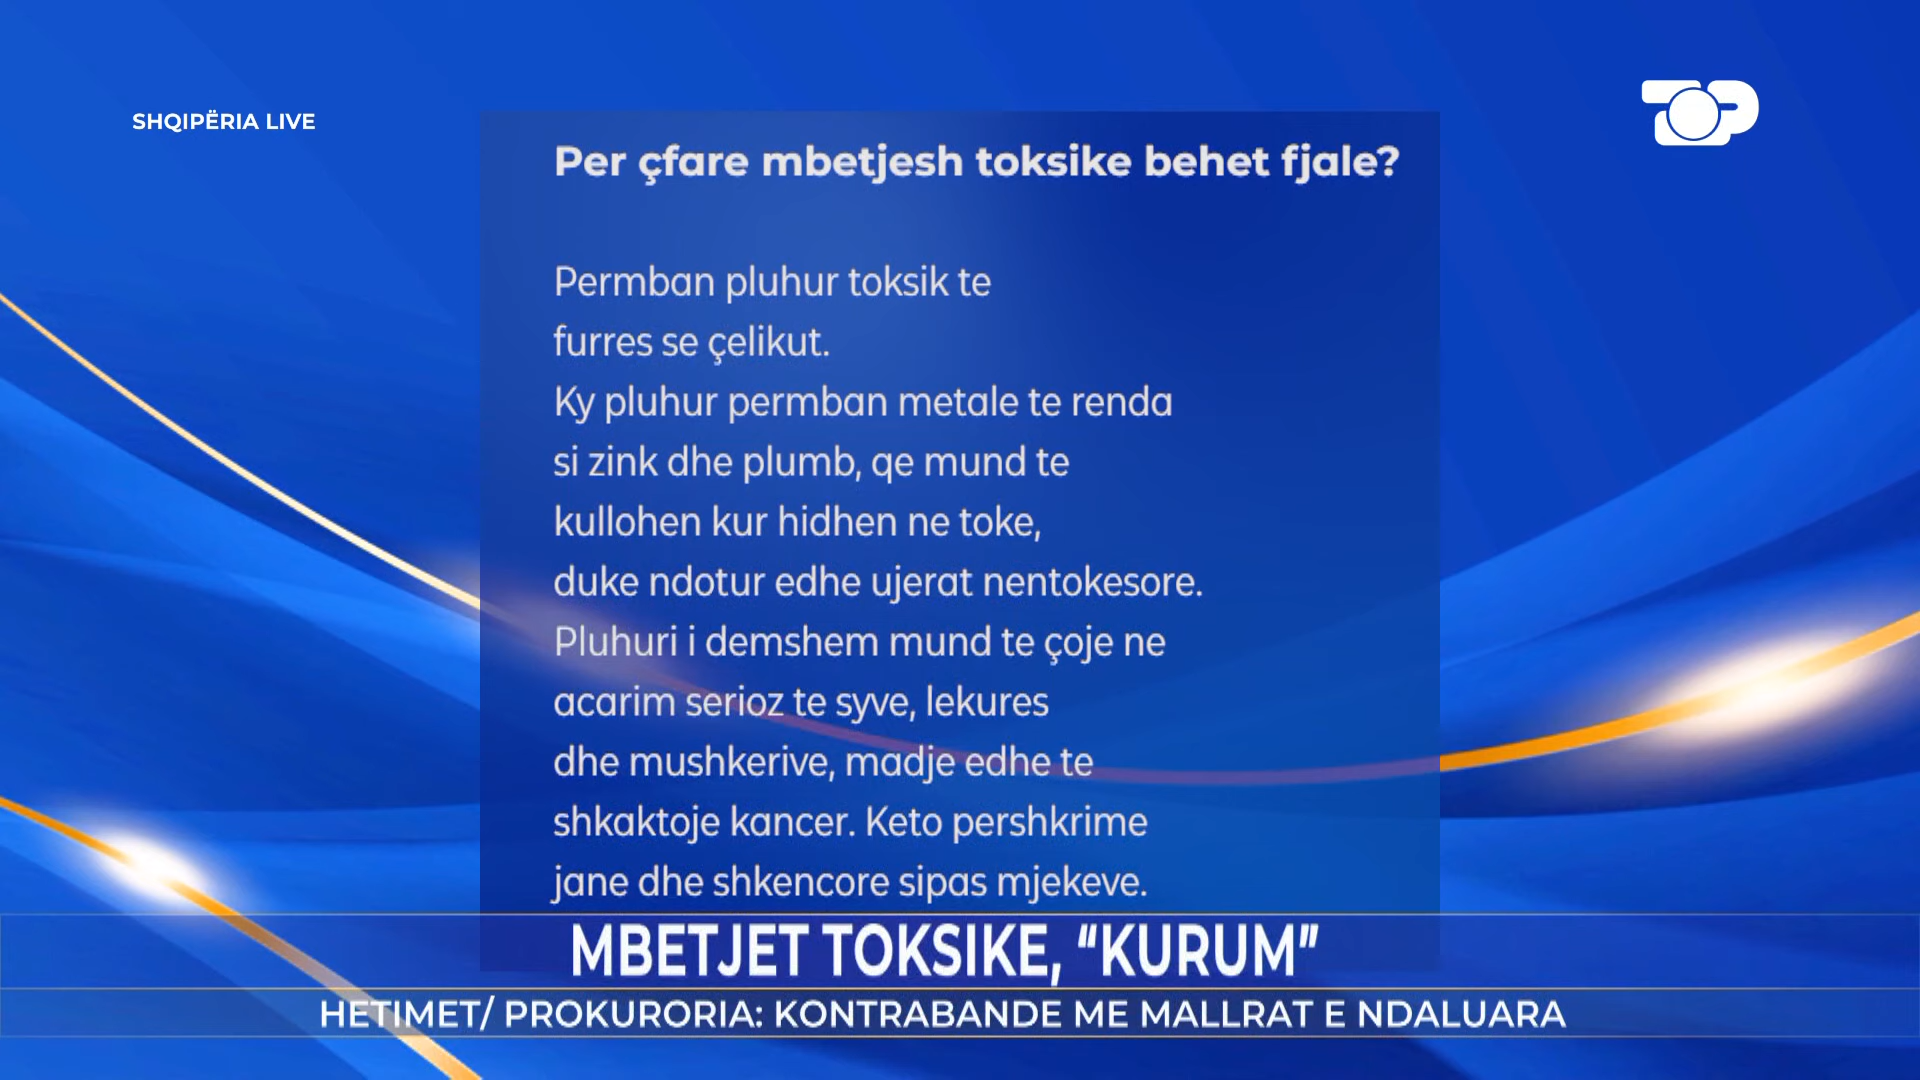 SHQIPËRIA LIVE
TOP
Per çfare mbetjesh toksike behet fjale?
Permban pluhur toksik te
furres se çelikut.
Ky pluhur permban metale te renda
si zink dhe plumb, qe mund te
kullohen kur hidhen ne toke,
duke ndotur edhe ujerat nentokesore.
Pluhuri i demshem mund te çoje ne
acarim serioz te syve, lekures
dhe mushkerive, madje edhe te
shkaktoje kancer. Keto pershkrime
jane dhe shkencore sipas mjekeve.
MBETJET TOKSIKE, “KURUM”
HETIMET/ PROKURORIA: KONTRABANDE ME MALLRAT E NDALUARA